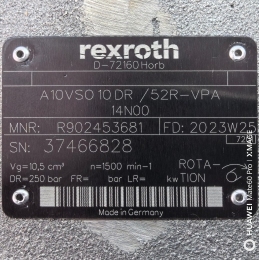 rexroth
D-72160 Horb
A10VSO 10 DR /52R-VPA
14N00
MNR: R902453681 FD: 2023W25
SN: 37466828
7323
Vg=10,5 cm³ n=1500 min-1 ROTA-
DR=250 bar FR= bar LR= kw TION
Made in Germany
HUAWEI Mate60 Pro | XMAGE